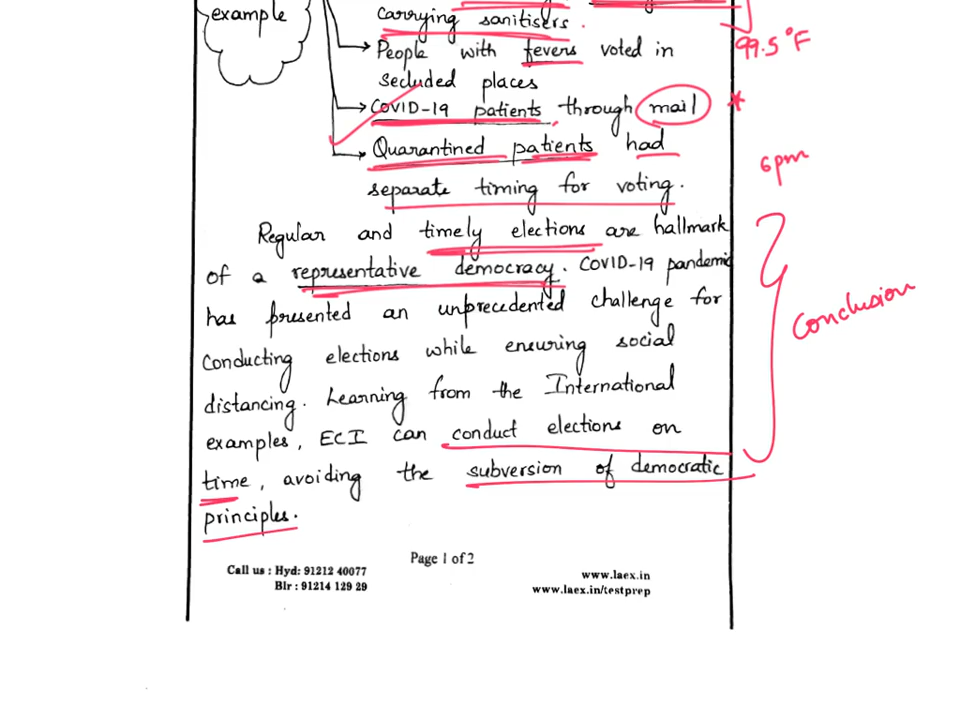 example
carrying sanitisers.
99.5°F
→ People with fevers voted in
secluded places
→ COVID-19 patients, through mail *
→ Quarantined patients had
6pm
separate timing for voting.
Regular and timely elections are hallmark
of a representative democracy. COVID-19 pandemic
has presented an unprecedented challenge for
Conclusion
conducting elections while ensuring social
distancing. Learning from the International
examples, ECI can conduct elections on
time, avoiding the subversion of democratic
principles.
Page 1 of 2
Call us : Hyd: 91212 40077
Blr : 91214 129 29
www.laex.in
www.laex.in/testprep